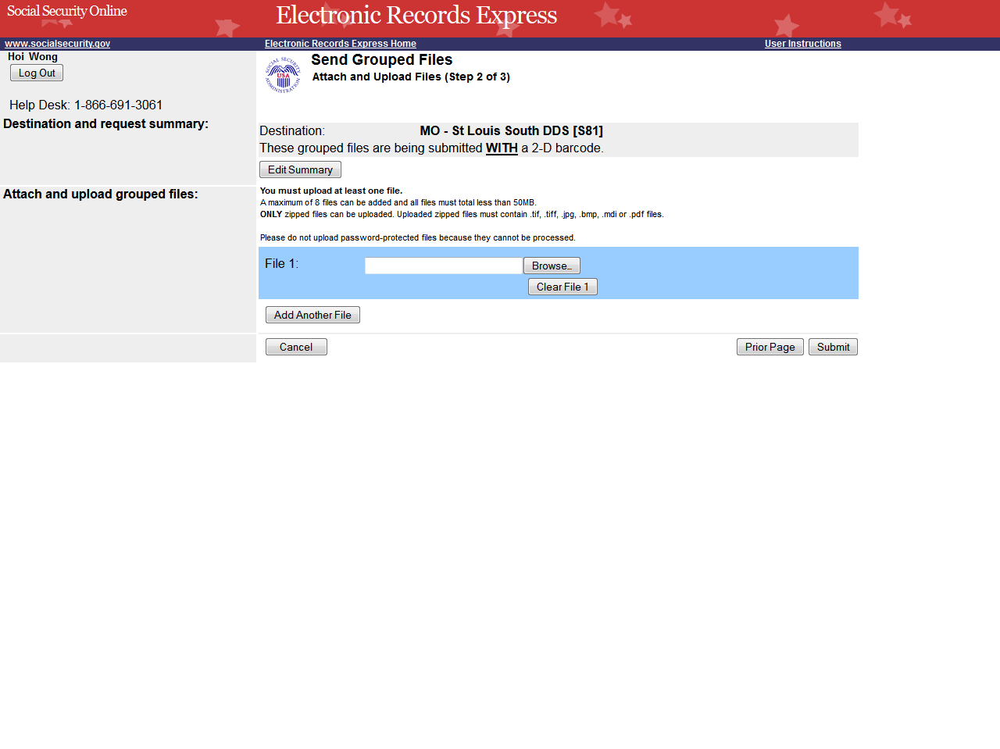 Social Security Online
Electronic Records Express
www.socialsecurity.gov
Electronic Records Express Home
User Instructions
Hoi Wong
Log Out
Help Desk: 1-866-691-3061
SOCIAL SECURITY
USA
ADMINISTRATION
Send Grouped Files
Attach and Upload Files (Step 2 of 3)
Destination and request summary:
Destination: MO - St Louis South DDS [S81]
These grouped files are being submitted WITH a 2-D barcode.
Edit Summary
Attach and upload grouped files:
You must upload at least one file.
A maximum of 8 files can be added and all files must total less than 50MB.
ONLY zipped files can be uploaded. Uploaded zipped files must contain .tif, .tiff, .jpg, .bmp, .mdi or .pdf files.
Please do not upload password-protected files because they cannot be processed.
File 1:
Browse...
Clear File 1
Add Another File
Cancel
Prior Page
Submit